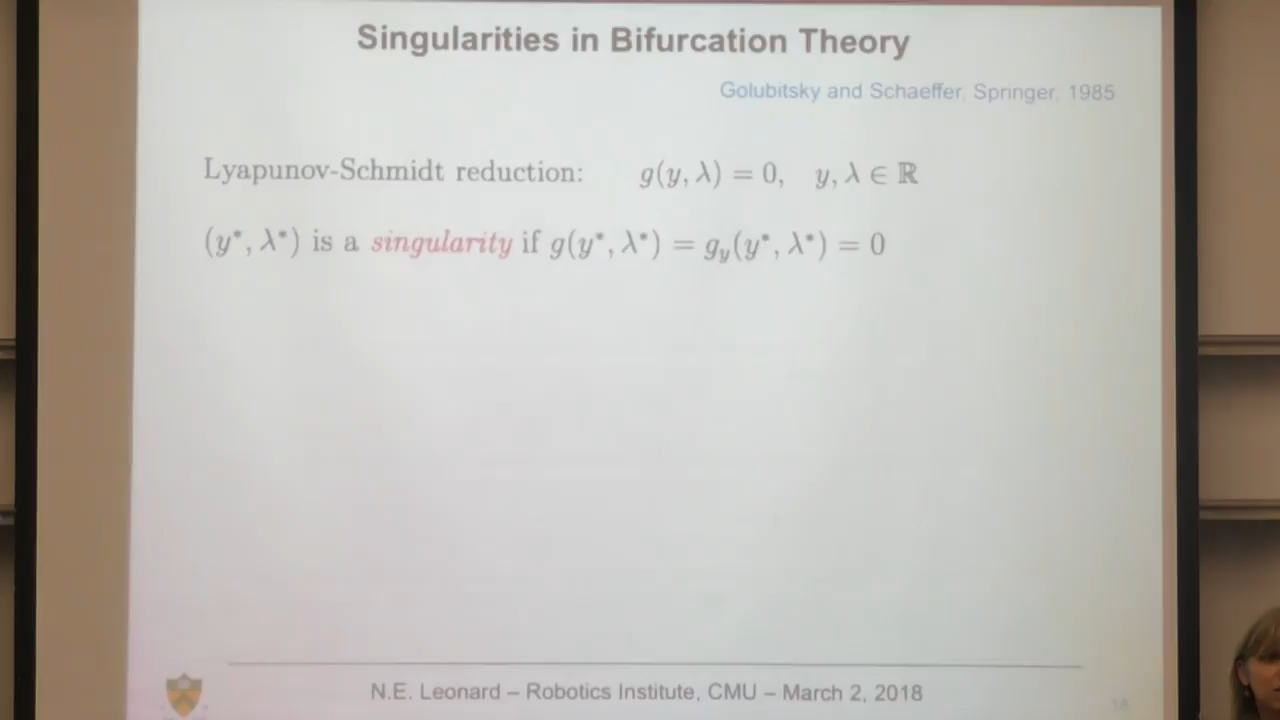 Singularities in Bifurcation Theory
Golubitsky and Schaeffer, Springer, 1985
Lyapunov-Schmidt reduction: g(y, λ) = 0, y, λ ∈ ℝ
(y*, λ*) is a singularity if g(y*, λ*) = g_y(y*, λ*) = 0
N.E. Leonard – Robotics Institute, CMU – March 2, 2018